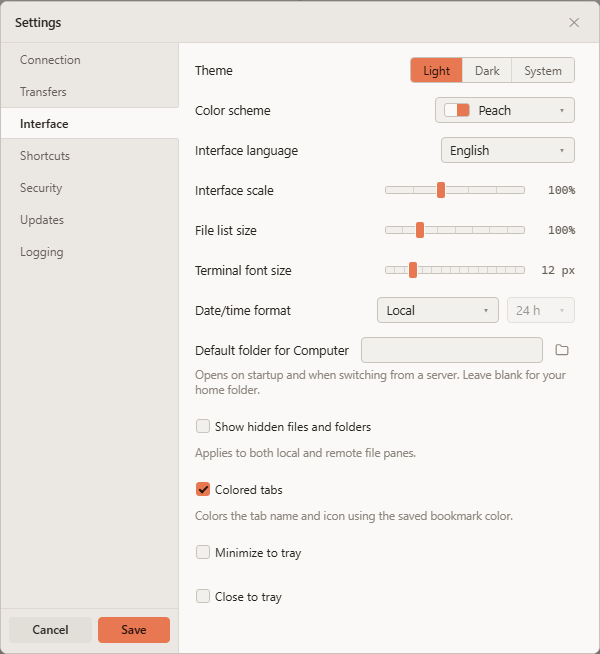 Settings
Connection
Transfers
Interface
Shortcuts
Security
Updates
Logging
Cancel
Save
Theme
Light
Dark
System
Color scheme
Peach
Interface language
English
Interface scale
100%
File list size
100%
Terminal font size
12 px
Date/time format
Local
24 h
Default folder for Computer
Opens on startup and when switching from a server. Leave blank for your
home folder.
Show hidden files and folders
Applies to both local and remote file panes.
Colored tabs
Colors the tab name and icon using the saved bookmark color.
Minimize to tray
Close to tray